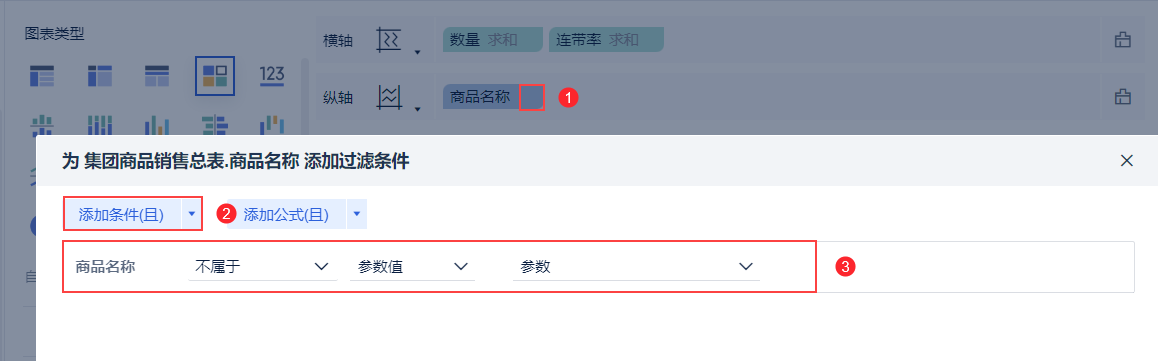 图表类型
横轴 数量 求和 连带率 求和
123
纵轴 商品名称 1
为 集团商品销售总表.商品名称 添加过滤条件
添加条件(且) 2 添加公式(且)
商品名称 不属于 参数值 参数 3
自